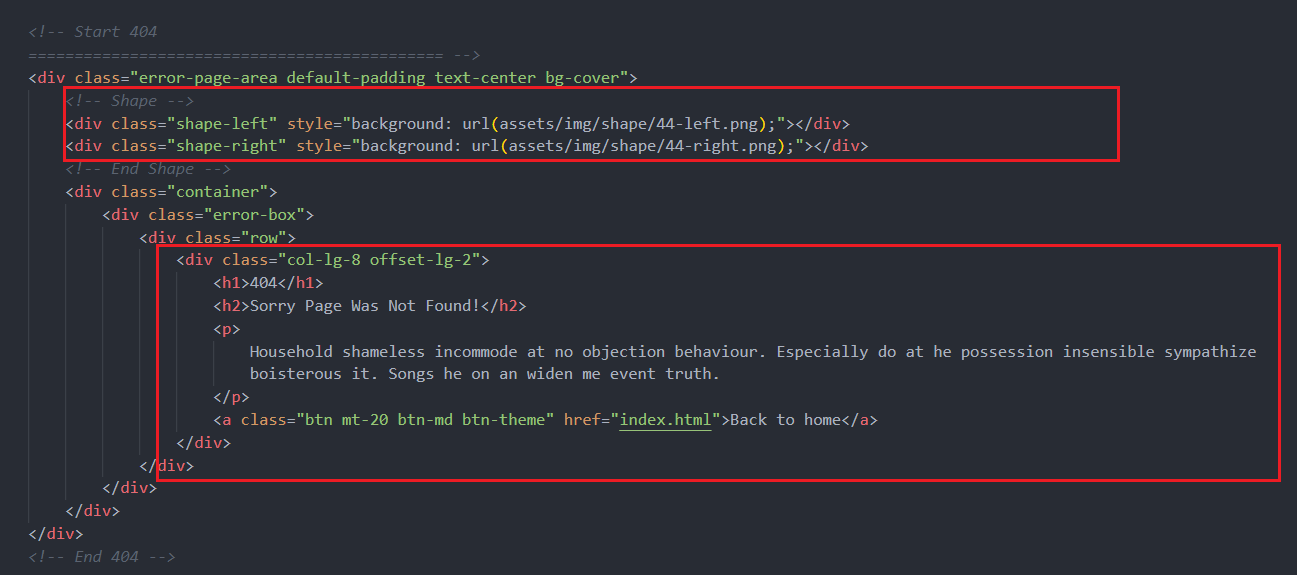 <!-- Start 404
============================================= -->
<div class="error-page-area default-padding text-center bg-cover">
<!-- Shape -->
<div class="shape-left" style="background: url(assets/img/shape/44-left.png);"></div>
<div class="shape-right" style="background: url(assets/img/shape/44-right.png);"></div>
<!-- End Shape -->
<div class="container">
<div class="error-box">
<div class="row">
<div class="col-lg-8 offset-lg-2">
<h1>404</h1>
<h2>Sorry Page Was Not Found!</h2>
<p>
Household shameless incommode at no objection behaviour. Especially do at he possession insensible sympathize
boisterous it. Songs he on an widen me event truth.
</p>
<a class="btn mt-20 btn-md btn-theme" href="index.html">Back to home</a>
</div>
</div>
</div>
</div>
</div>
<!-- End 404 -->